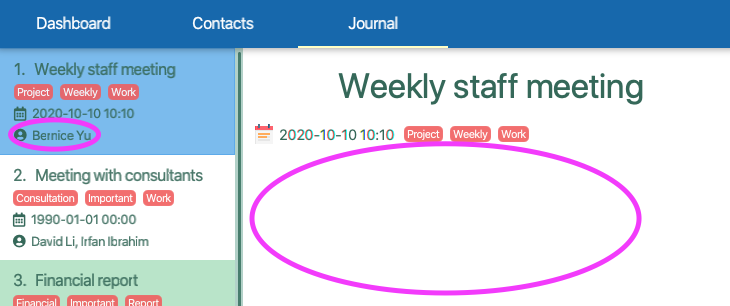 Dashboard Contacts Journal
1. Weekly staff meeting
Project Weekly Work
2020-10-10 10:10
Bernice Yu
2. Meeting with consultants
Consultation Important Work
1990-01-01 00:00
David Li, Irfan Ibrahim
3. Financial report
Financial Important Report
Weekly staff meeting
2020-10-10 10:10 Project Weekly Work